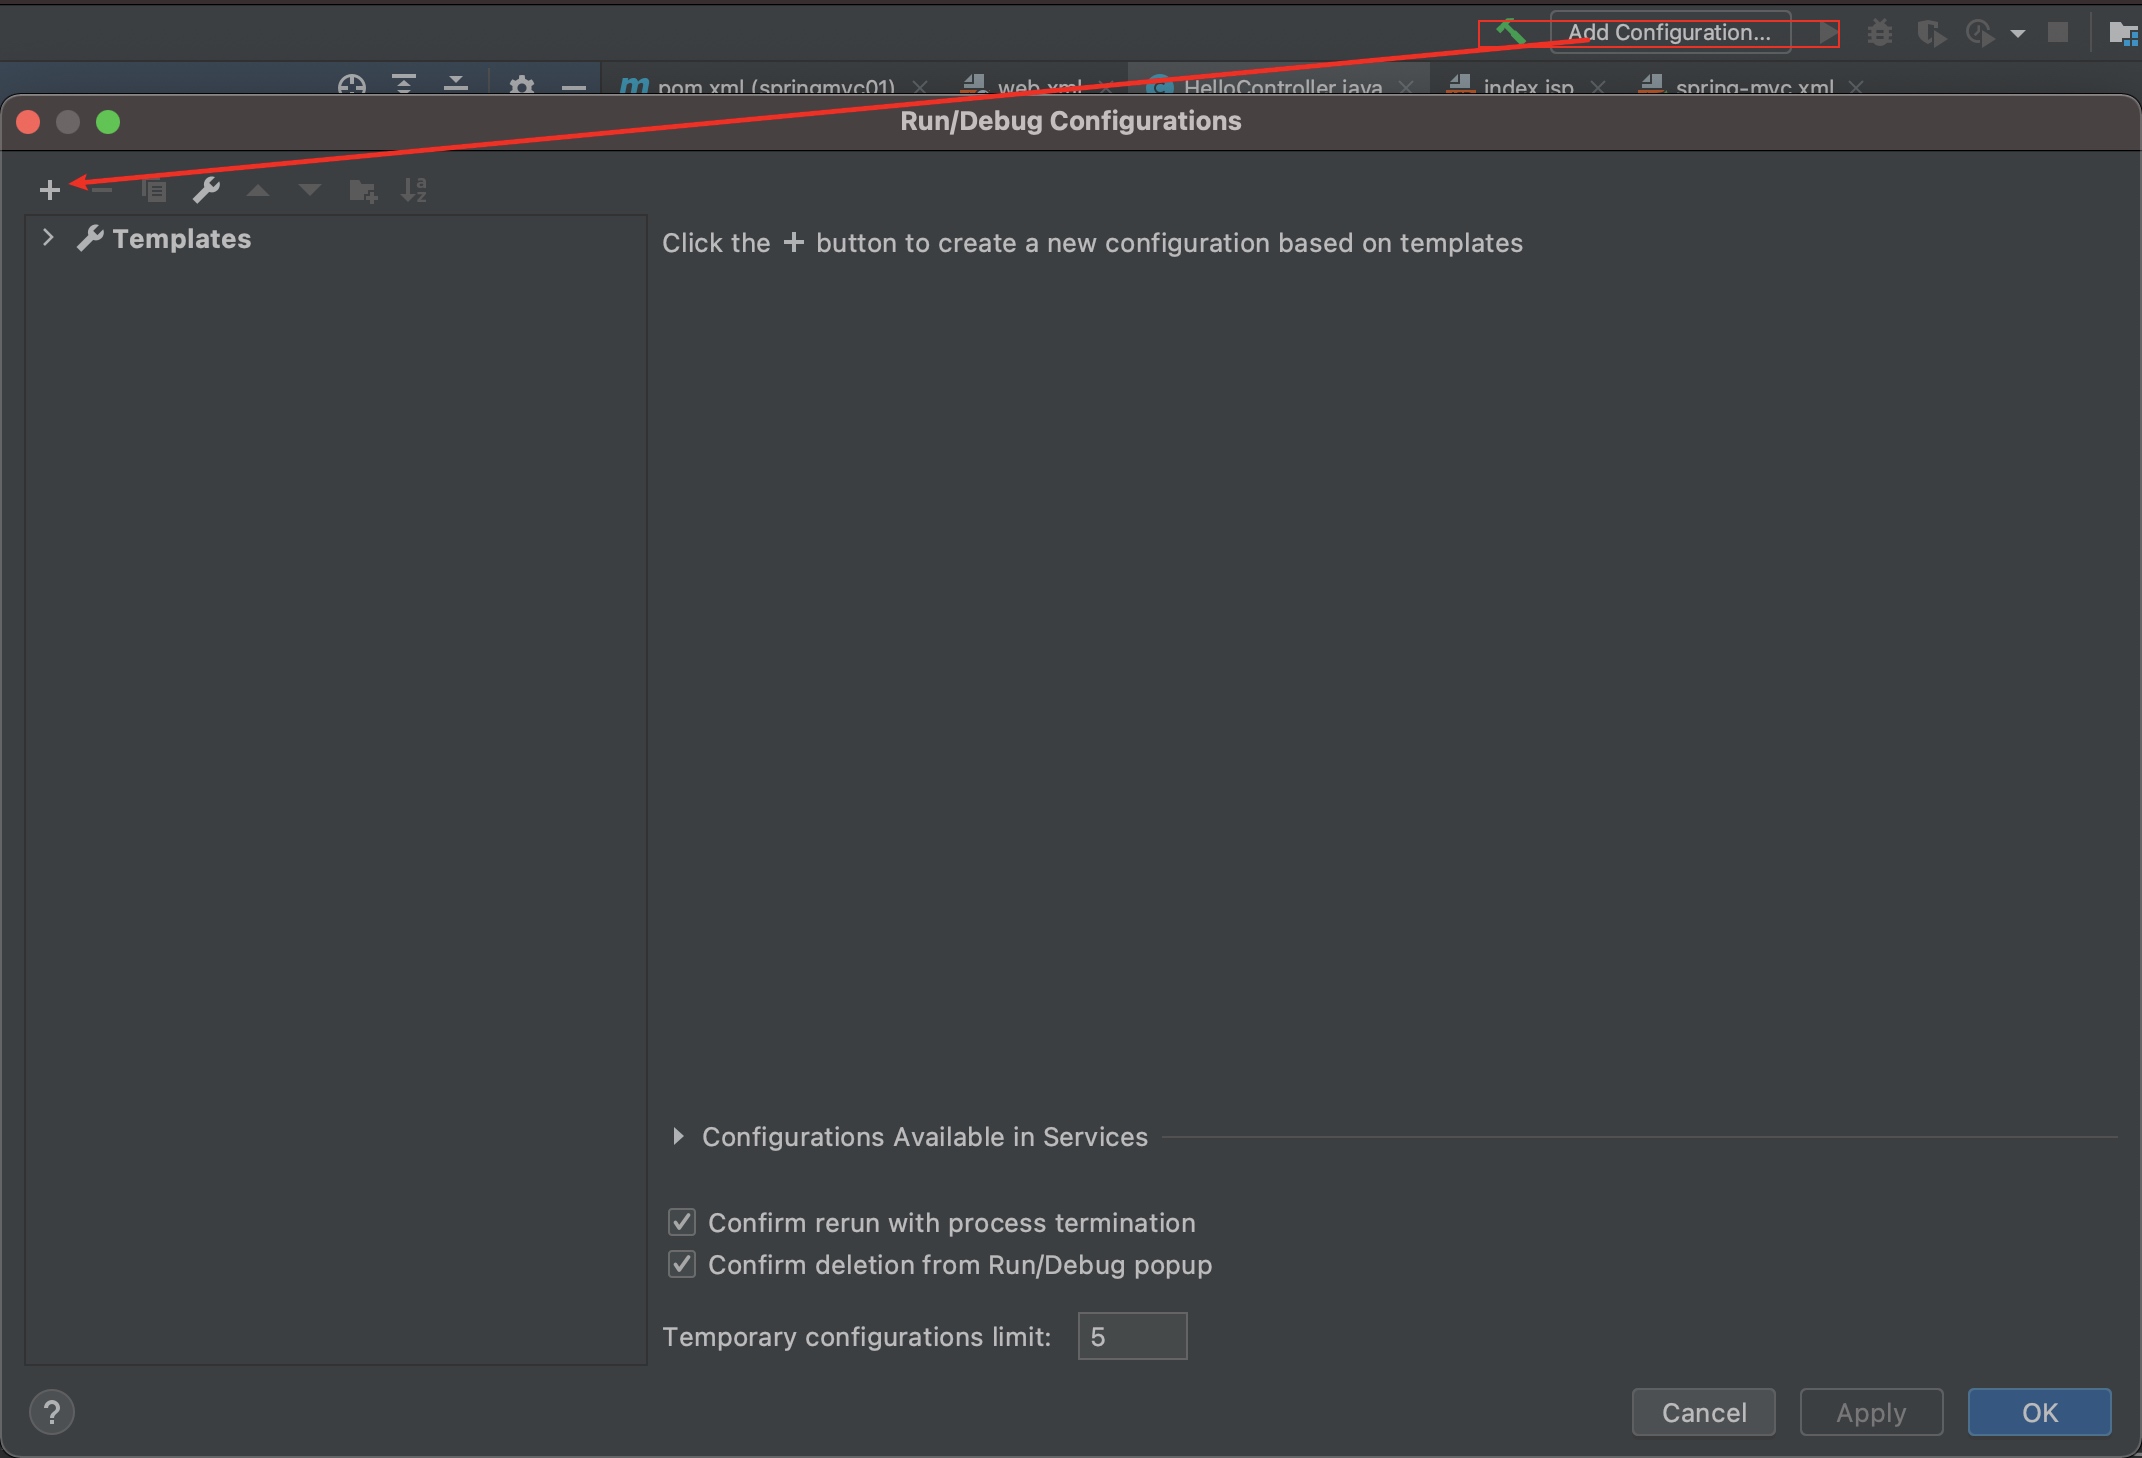 Add Configuration...
pom.xml (springmvc01)
web.xml
HelloController.java
index.jsp
spring-mvc.xml
Run/Debug Configurations
Templates
Click the + button to create a new configuration based on templates
Configurations Available in Services
Confirm rerun with process termination
Confirm deletion from Run/Debug popup
Temporary configurations limit: 5
? Cancel Apply OK